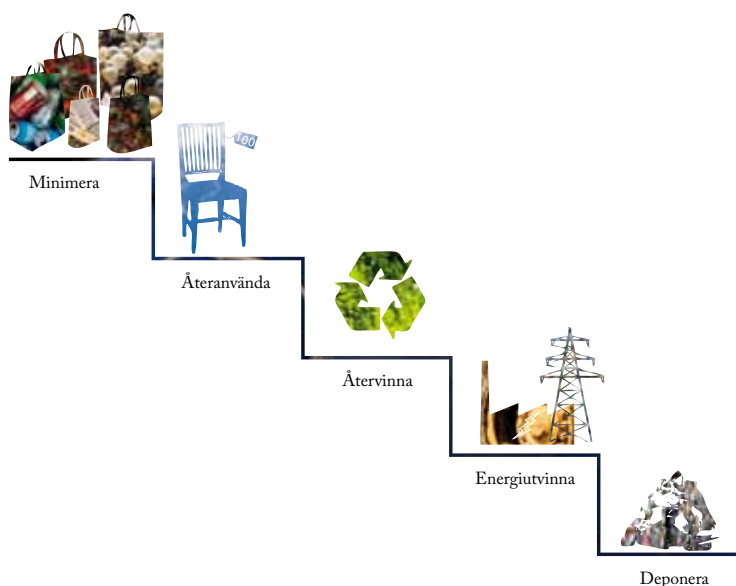 100
Minimera
Återanvända
Återvinna
Energiutvinna
Deponera